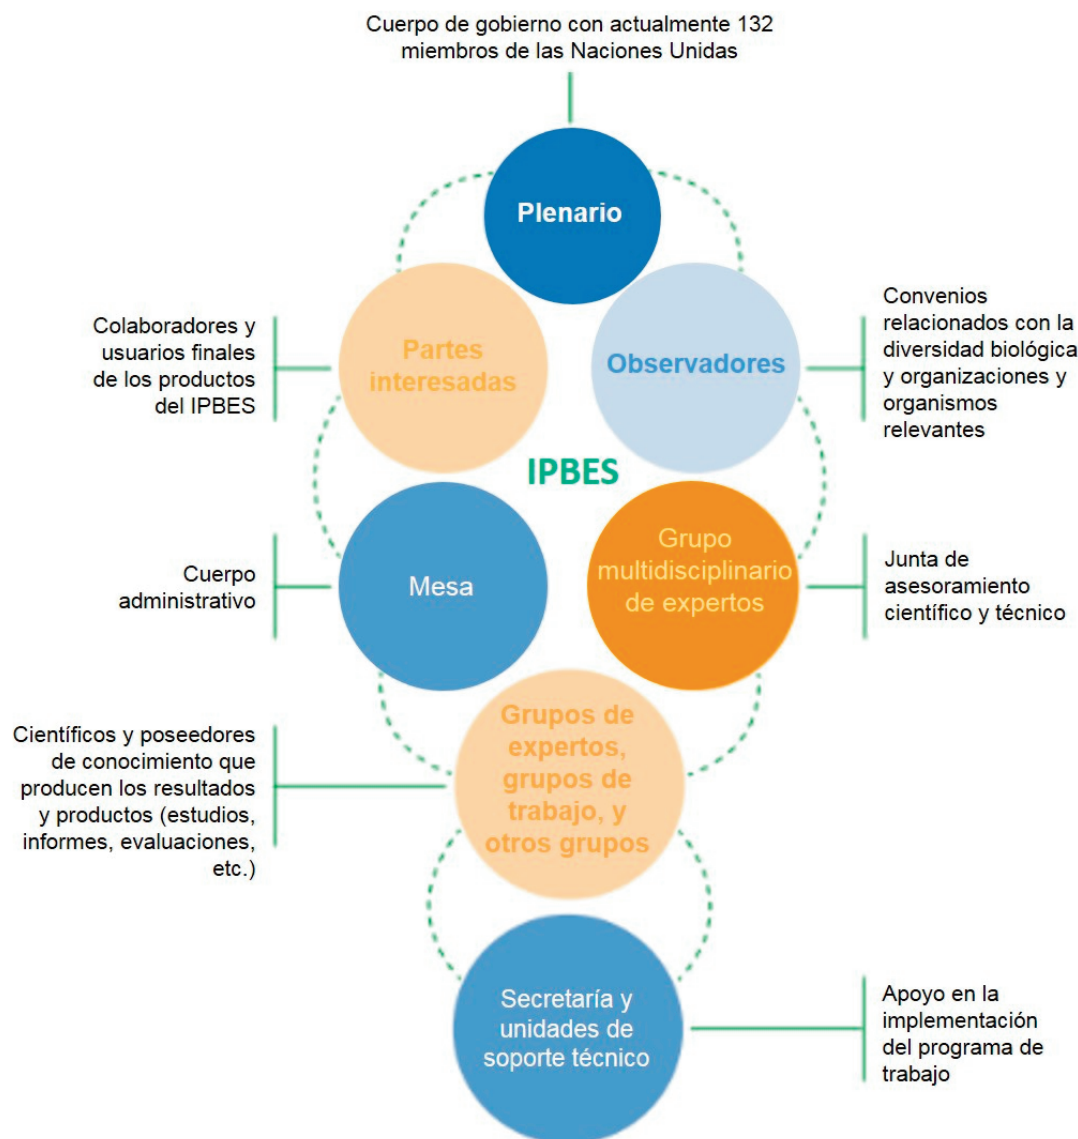 Cuerpo de gobierno con actualmente 132
miembros de las Naciones Unidas
Plenario
Colaboradores y
usuarios finales
de los productos
del IPBES
Partes
interesadas
Observadores
Convenios
relacionados con la
diversidad biológica
y organizaciones y
organismos
relevantes
IPBES
Cuerpo
administrativo
Mesa
Grupo
multidisciplinario
de expertos
Junta de
asesoramiento
científico y técnico
Científicos y poseedores
de conocimiento que
producen los resultados
y productos (estudios,
informes, evaluaciones,
etc.)
Grupos de
expertos,
grupos de
trabajo, y
otros grupos
Secretaría y
unidades de
soporte técnico
Apoyo en la
implementación
del programa de
trabajo